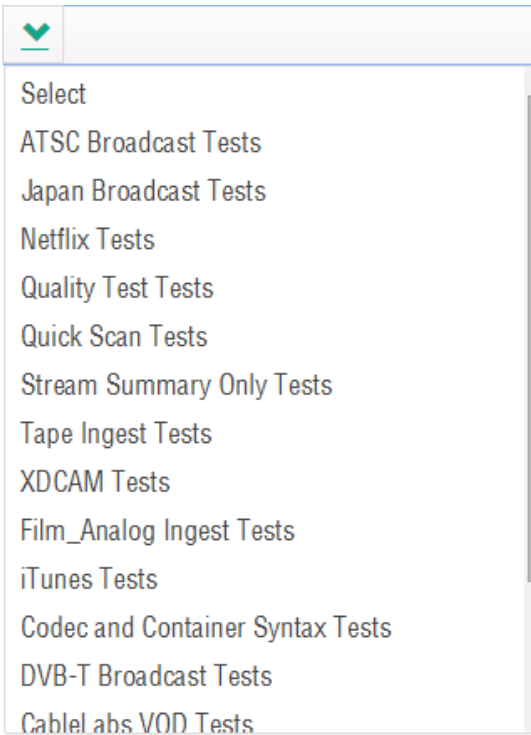 Select
ATSC Broadcast Tests
Japan Broadcast Tests
Netflix Tests
Quality Test Tests
Quick Scan Tests
Stream Summary Only Tests
Tape Ingest Tests
XDCAM Tests
Film_Analog Ingest Tests
iTunes Tests
Codec and Container Syntax Tests
DVB-T Broadcast Tests
CableLabs VOD Tests